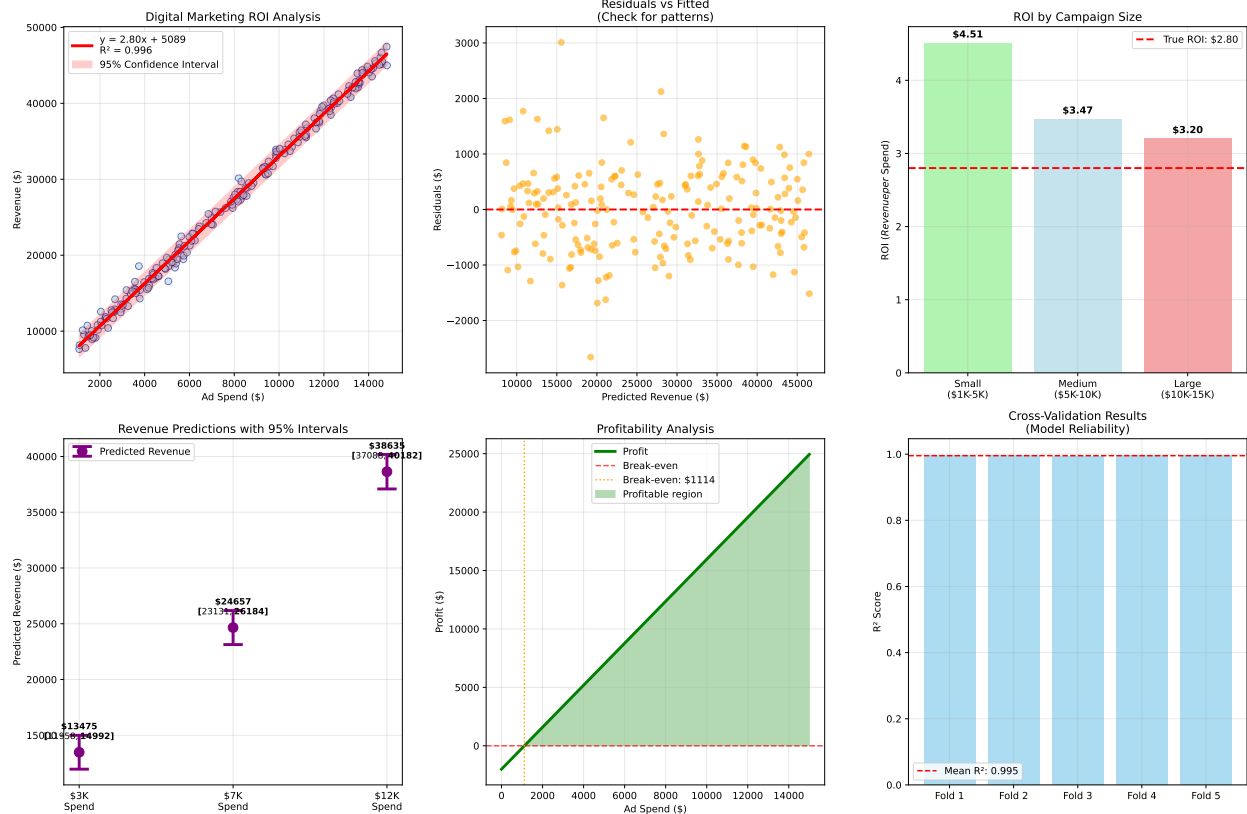 Digital Marketing ROI Analysis
50000
40000
30000
20000
10000
Revenue ($)
y = 2.80x + 5089
R² = 0.996
95% Confidence Interval
2000 4000 6000 8000 10000 12000 14000
Ad Spend ($)
Residuals vs Fitted
(Check for patterns)
3000
2000
1000
0
−1000
−2000
Residuals ($)
10000 15000 20000 25000 30000 35000 40000 45000
Predicted Revenue ($)
ROI by Campaign Size
True ROI: $2.80
4
3
2
1
0
ROI (Revenueper Spend)
$4.51
$3.47
$3.20
Small
($1K-5K)
Medium
($5K-10K)
Large
($10K-15K)
Revenue Predictions with 95% Intervals
Predicted Revenue
40000
35000
30000
25000
20000
Predicted Revenue ($)
$13475
14992]
$24657
26184]
$38635
40182]
$3K
Spend
$7K
Spend
$12K
Spend
Profitability Analysis
Profit
Break-even
Break-even: $1114
Profitable region
25000
20000
15000
10000
5000
0
Profit ($)
0 2000 4000 6000 8000 10000 12000 14000
Ad Spend ($)
Cross-Validation Results
(Model Reliability)
1.0
0.8
0.6
0.4
0.2
0.0
R² Score
Mean R²: 0.995
Fold 1 Fold 2 Fold 3 Fold 4 Fold 5